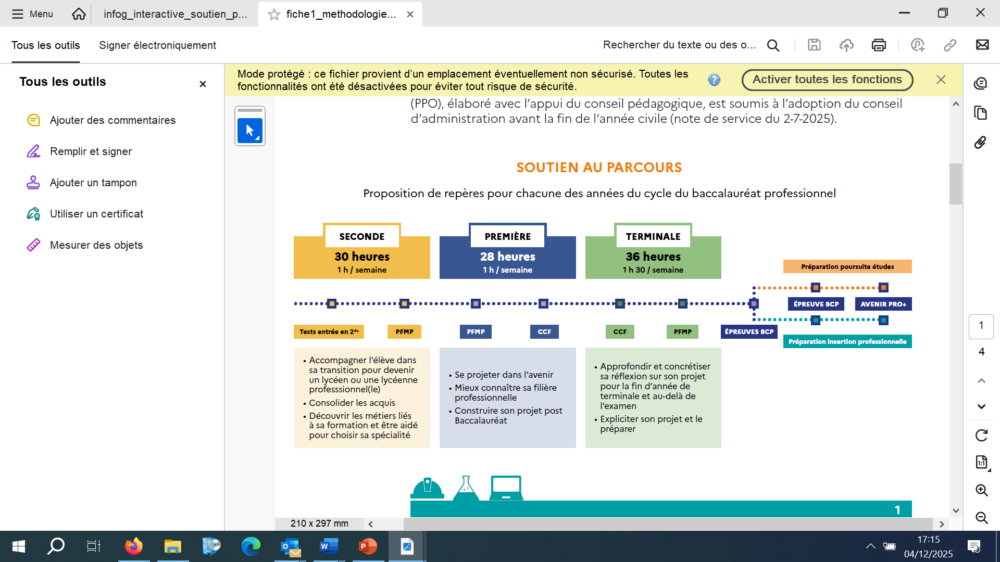 Menu
infog_interactive_soutien_p...
fiche1_methodologie...
Tous les outils
Signer électroniquement
Rechercher du texte ou des o...
Tous les outils
Ajouter des commentaires
Remplir et signer
Ajouter un tampon
Utiliser un certificat
Mesurer des objets
Mode protégé : ce fichier provient d’un emplacement éventuellement non sécurisé. Toutes les
fonctionnalités ont été désactivées pour éviter tout risque de sécurité.
Activer toutes les fonctions
(PPO), élaboré avec l’appui du conseil pédagogique, est soumis à l’adoption du conseil
d’administration avant la fin de l’année civile (note de service du 2-7-2025).
SOUTIEN AU PARCOURS
Proposition de repères pour chacune des années du cycle du baccalauréat professionnel
SECONDE
30 heures
1 h / semaine
PREMIÈRE
28 heures
1 h / semaine
TERMINALE
36 heures
1 h 30 / semaine
Préparation poursuite études
ÉPREUVE BCP
AVENIR PRO+
Tests entrée en 2de
PFMP
PFMP
CCF
CCF
PFMP
ÉPREUVES BCP
Préparation insertion professionnelle
• Accompagner l’élève dans
sa transition pour devenir
un lycéen ou une lycéenne
professsionnel(le)
• Consolider les acquis
• Découvrir les métiers liés
à sa formation et être aidé
pour choisir sa spécialité
• Se projeter dans l’avenir
• Mieux connaître sa filière
professionnelle
• Construire son projet post
Baccalauréat
• Approfondir et concrétiser
sa réflexion sur son projet
pour la fin d’année de
terminale et au-delà de
l’examen
• Expliciter son projet et le
préparer
1
210 x 297 mm
1
4
1:1
17:15
04/12/2025